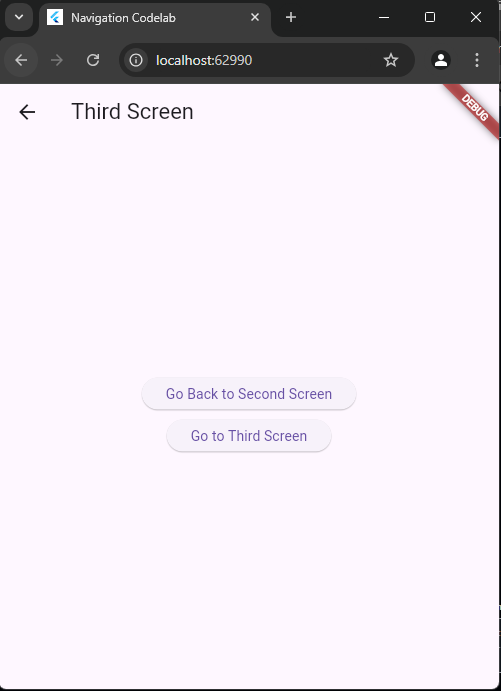 Navigation Codelab
localhost:62990
Third Screen
DEBUG
Go Back to Second Screen
Go to Third Screen